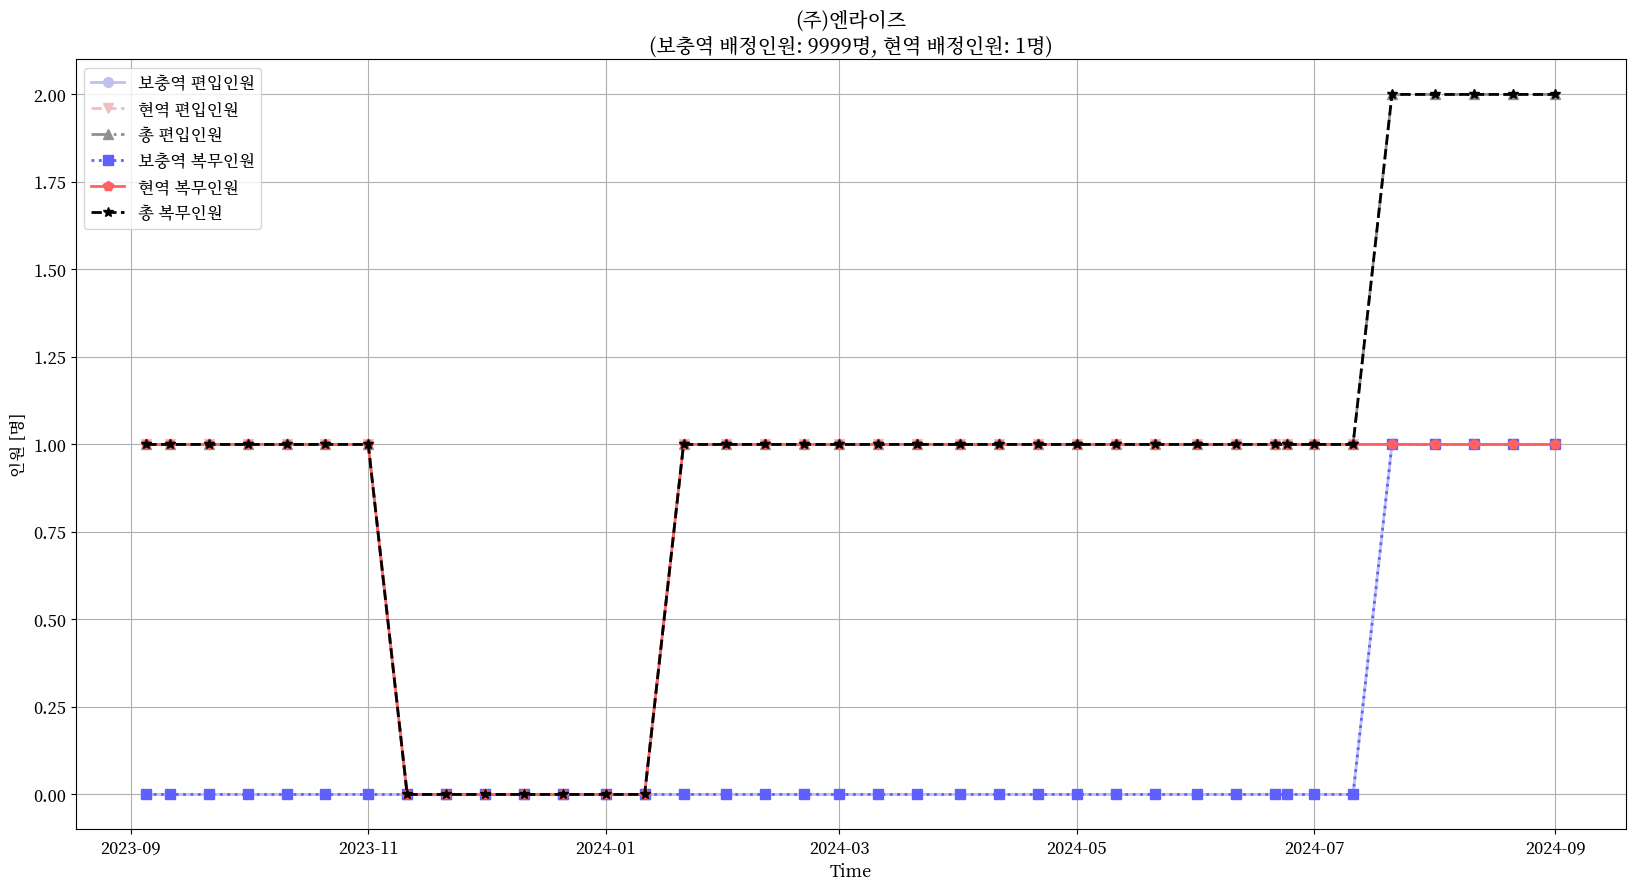 (주)엔라이즈
(보충역 배정인원: 9999명, 현역 배정인원: 1명)
보충역 편입인원
현역 편입인원
총 편입인원
보충역 복무인원
현역 복무인원
총 복무인원
2.00
1.75
1.50
1.25
1.00
0.75
0.50
0.25
0.00
인원 [명]
2023-09 2023-11 2024-01 2024-03 2024-05 2024-07 2024-09
Time